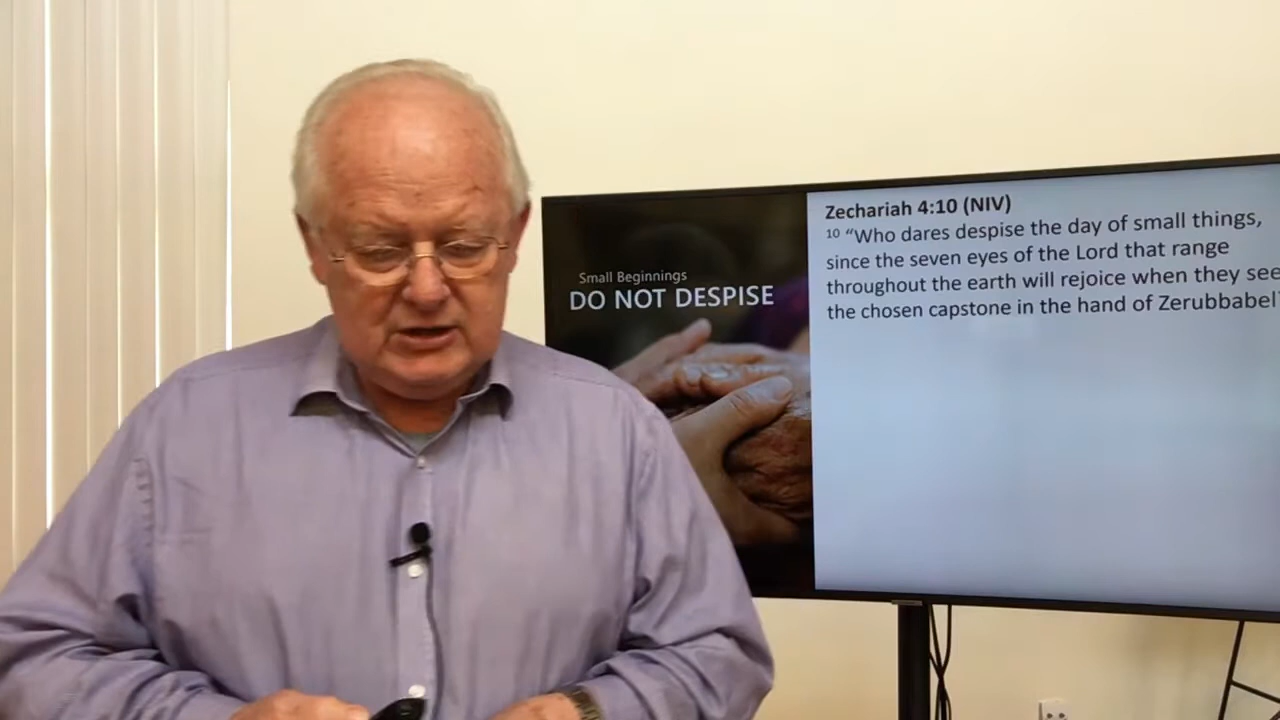 Small Beginnings
DO NOT DESPISE
Zechariah 4:10 (NIV)
10 “Who dares despise the day of small things,
since the seven eyes of the Lord that range
throughout the earth will rejoice when they see
the chosen capstone in the hand of Zerubbabel